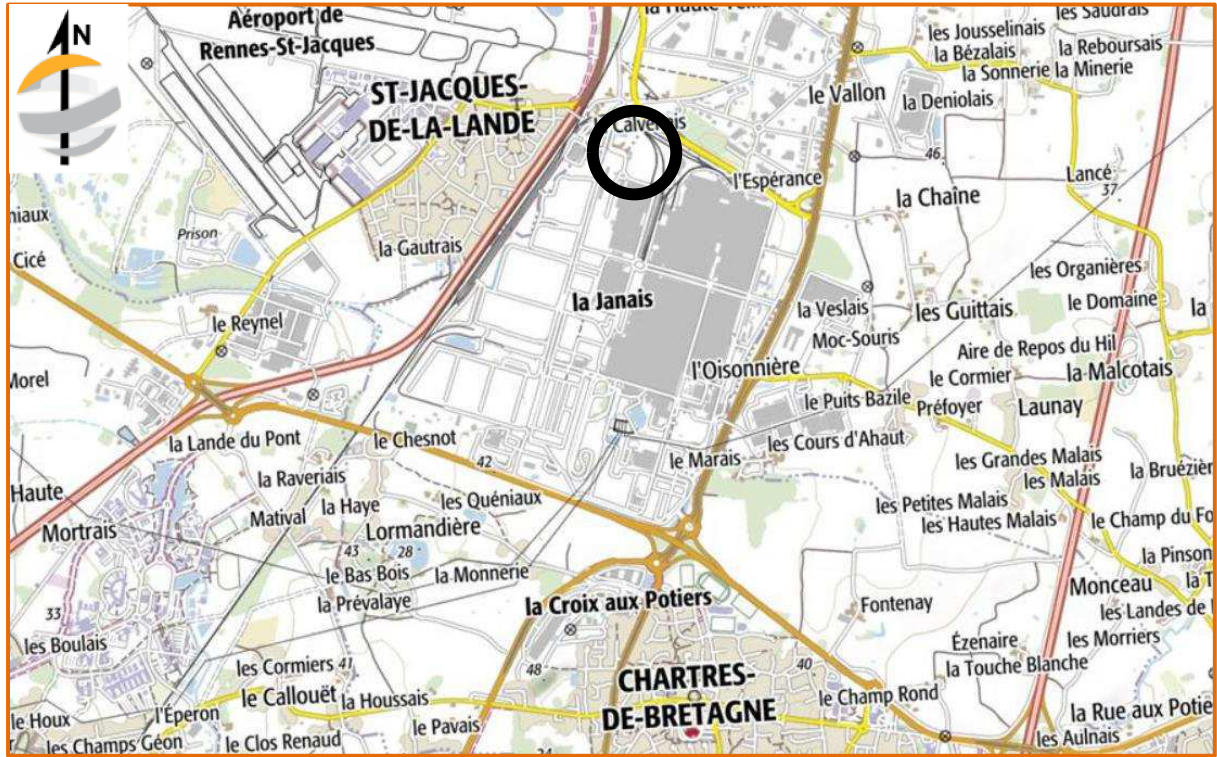 N
Aéroport de
Rennes-St-Jacques
ST-JACQUES-
DE-LA-LANDE
la Haute
les Jousselinais
la Bézalais
les Saudrais
la Reboursais
la Sonnerie la Minerie
le Vallon
la Deniolais
46
Lancé
37
l'Espérance
la Chaîne
Prison
la Gautrais
Cicé
le Reynel
la Janais
les Organières
le Domaine
la
la Veslais
les Guittais
Moc-Souris
Aire de Repos du Hil
l'Oisonnière
le Cormier
la Malcotais
le Puits Bazile
Préfoyer
Launay
les Cours d'Ahaut
la Lande du Pont
le Chesnot
42
le Marais
les Grandes Malais
les Malais
la Raveriais
Haute
la Haye
les Quéniaux
les Petites Malais
les Hautes Malais
le Champ du
Mortrais
Matival
Lormandière
43
28
le Bas Bois
la Monnerie
la Prévalaye
la Croix aux Potiers
Fontenay
Monceau
33
les Landes de
les Boulais
Ézenaire
les Morriers
la Touche Blanche
les Cormiers
41
48
40
CHARTRES-
DE-BRETAGNE
le Callouët
la Houssais
le Champ Rond
le Houx
l'Éperon
le Pavais
la Rue aux
les Champs Géon
le Clos Renaud
les Aulnais